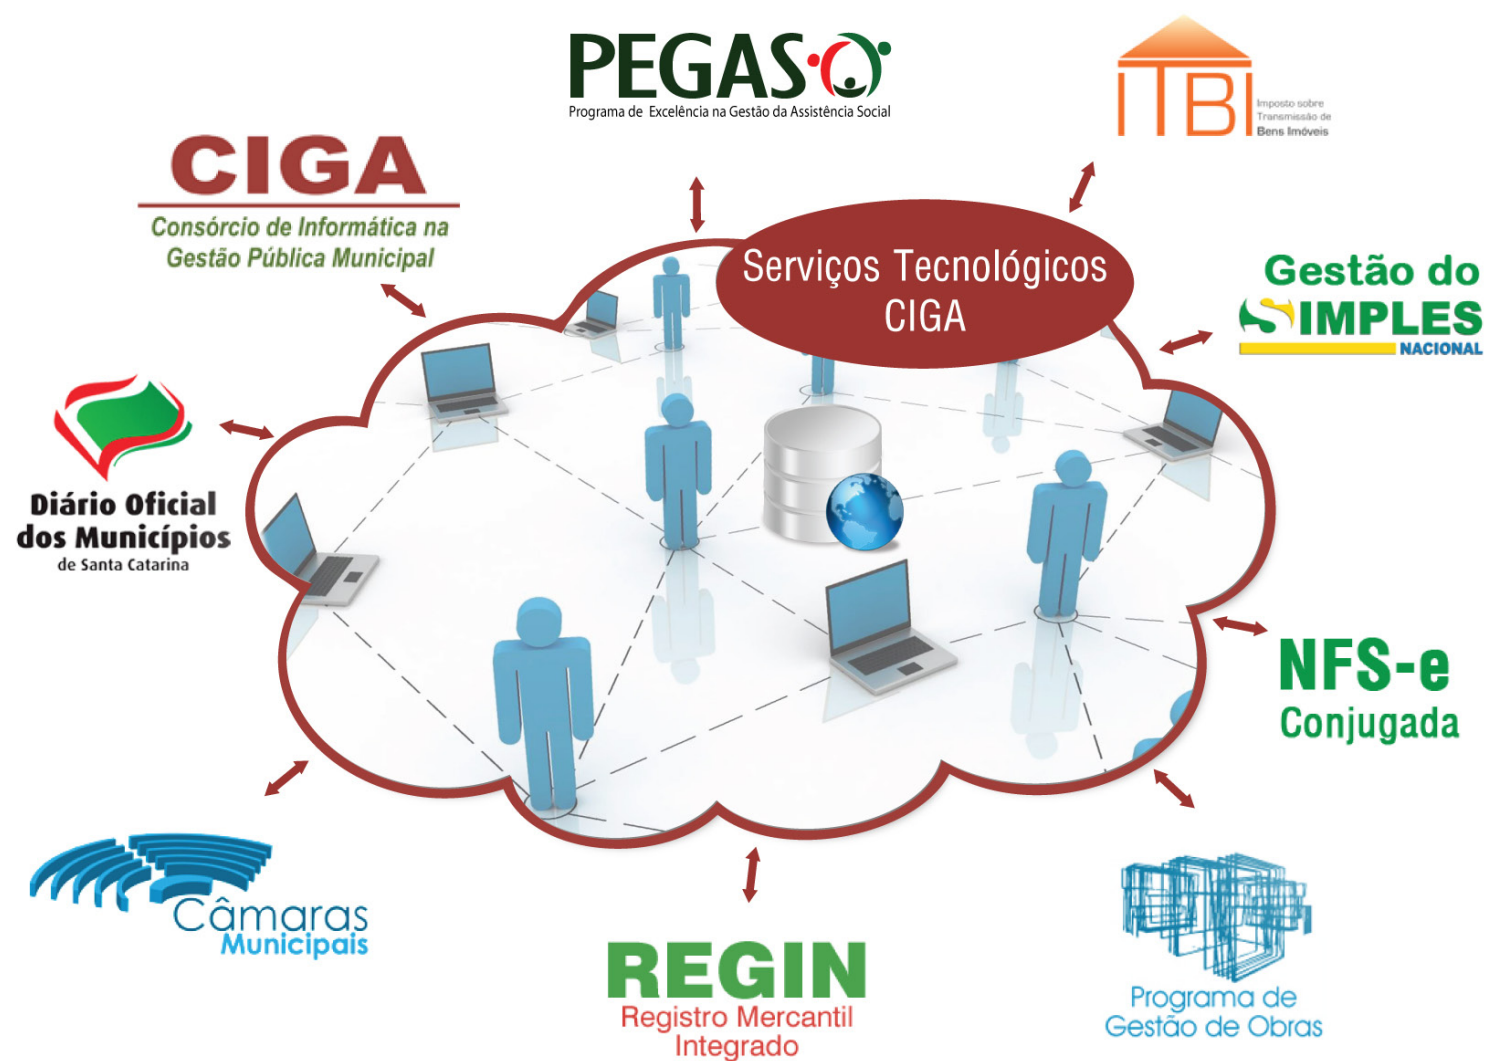 PEGASO
Programa de Excelência na Gestão da Assistência Social
ITBI
Imposto sobre
Transmissão de
Bens Imóveis
CIGA
Consórcio de Informática na
Gestão Pública Municipal
Serviços Tecnológicos
CIGA
Gestão do
SIMPLES
NACIONAL
Diário Oficial
dos Municípios
de Santa Catarina
NFS-e
Conjugada
Câmaras
Municipais
REGIN
Registro Mercantil
Integrado
Programa de
Gestão de Obras